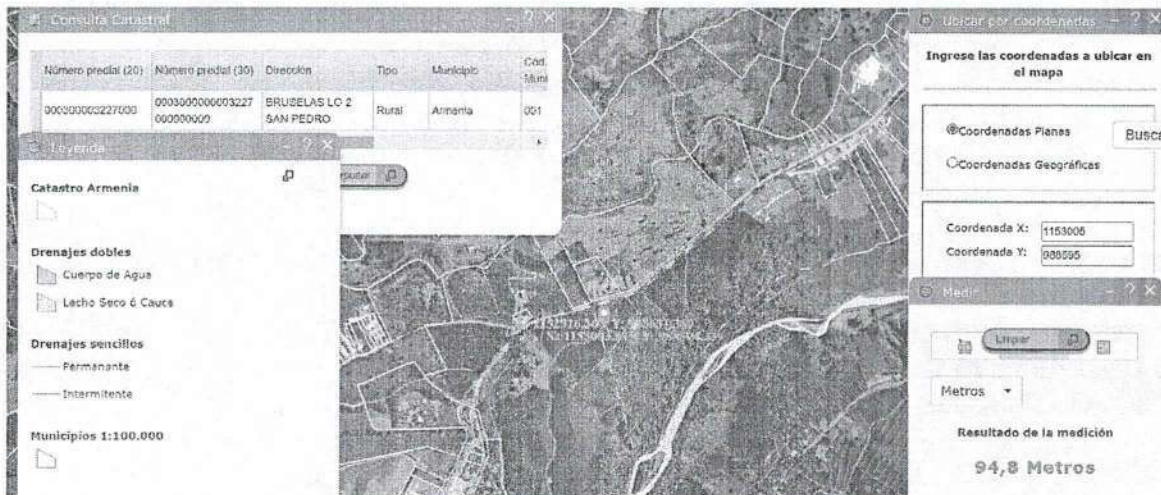 Consulta Catastral
Número predial (20) Número predial (30) Dirección Tipo Municipio Cód. Muni
000300003227000 0003000000003227 000000000 BRUSELAS LO 2 SAN PEDRO Rural Armenia 001
Leyenda
Catastro Armenia
Drenajes dobles
Cuerpo de Agua
Lecho Seco ó Cauce
Drenajes sencillos
Permanente
Intermitente
Municipios 1:100.000
Ubicar por coordenadas
Ingrese las coordenadas a ubicar en
el mapa
Coordenadas Planas Busca
Coordenadas Geográficas
Coordenada X: 1153005
Coordenada Y: 988595
Medir
Limpiar
Metros
Resultado de la medición
94,8 Metros